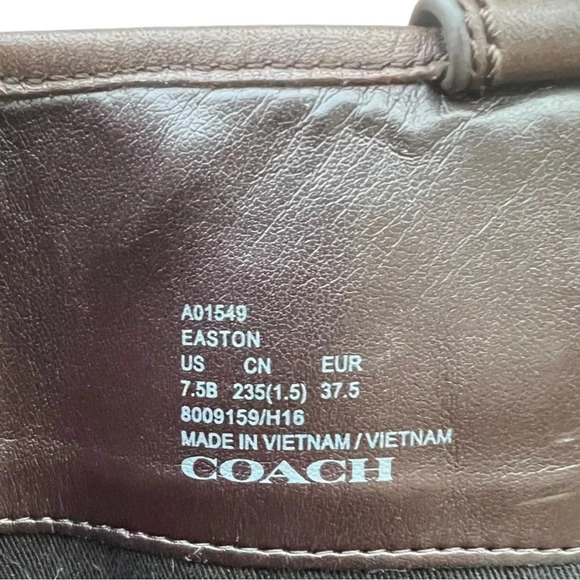 A01549
EASTON
US CN EUR
7.5B 235(1.5) 37.5
8009159/H16
MADE IN VIETNAM / VIETNAM
COACH